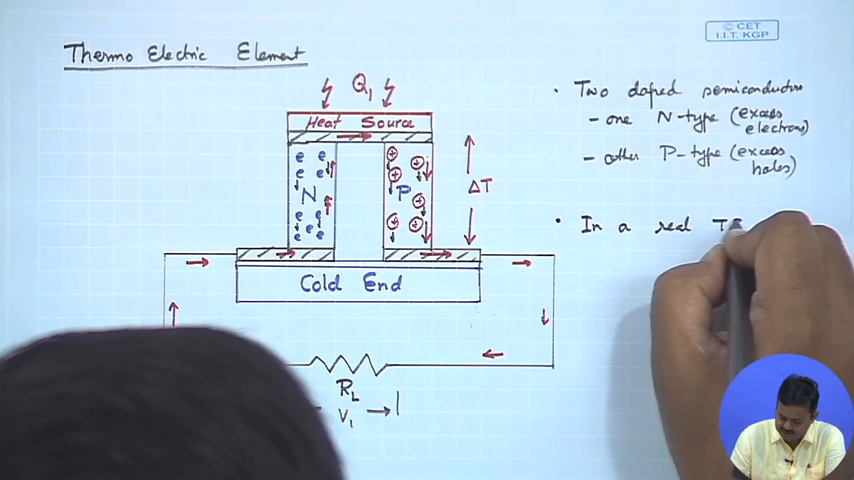 © CET
I.I.T. KGP
Thermo Electric Element
Q1
Heat Source
e e
e e
N
e e
e e
P
ΔT
Cold End
RL
V1
· Two doped semiconductors
- one N-type (excess
electrons)
- other P-type (excess
holes)
· In a real T